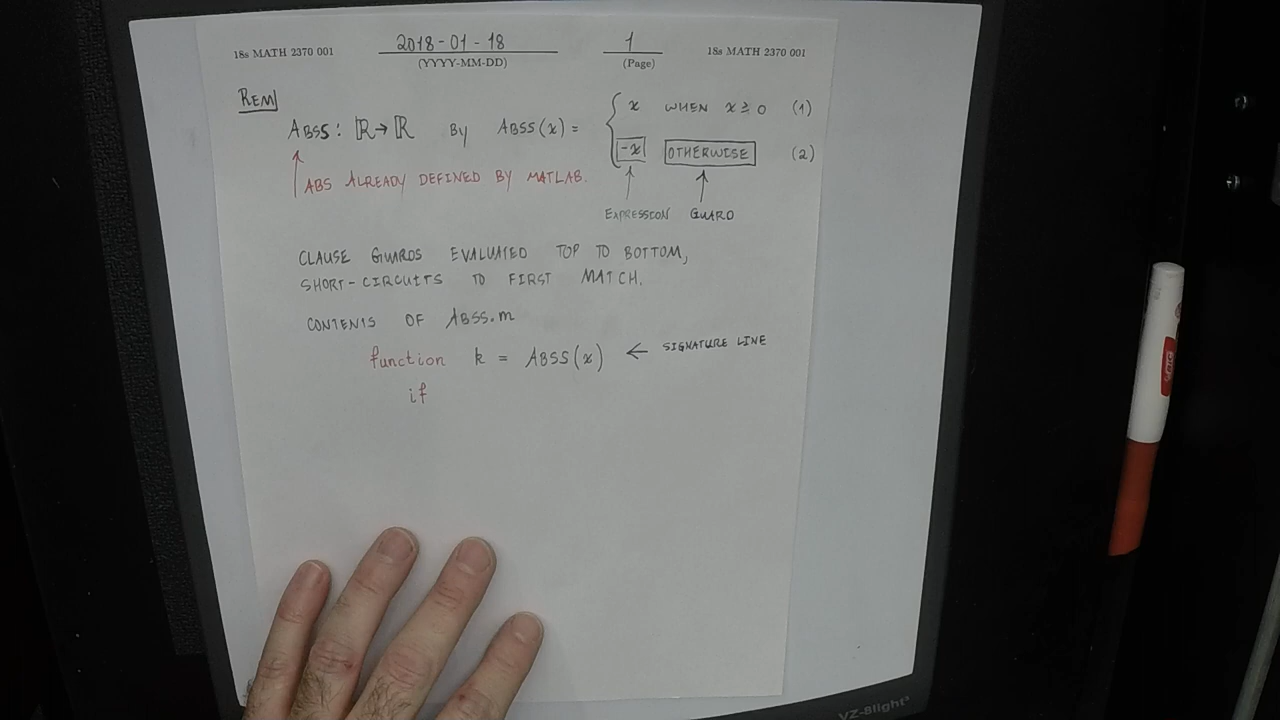 18s MATH 2370 001 2018-01-18 1 18s MATH 2370 001
(YYYY-MM-DD) (Page)
REM
ABSS: ℝ→ℝ BY ABSS(x) = { x WHEN x ≥ 0 (1)
-x OTHERWISE (2)
ABS ALREADY DEFINED BY MATLAB.
EXPRESSION GUARD
CLAUSE GUARDS EVALUATED TOP TO BOTTOM,
SHORT-CIRCUITS TO FIRST MATCH.
CONTENTS OF ABSS.m
function k = ABSS(x) ← SIGNATURE LINE
if
VZ-8light³